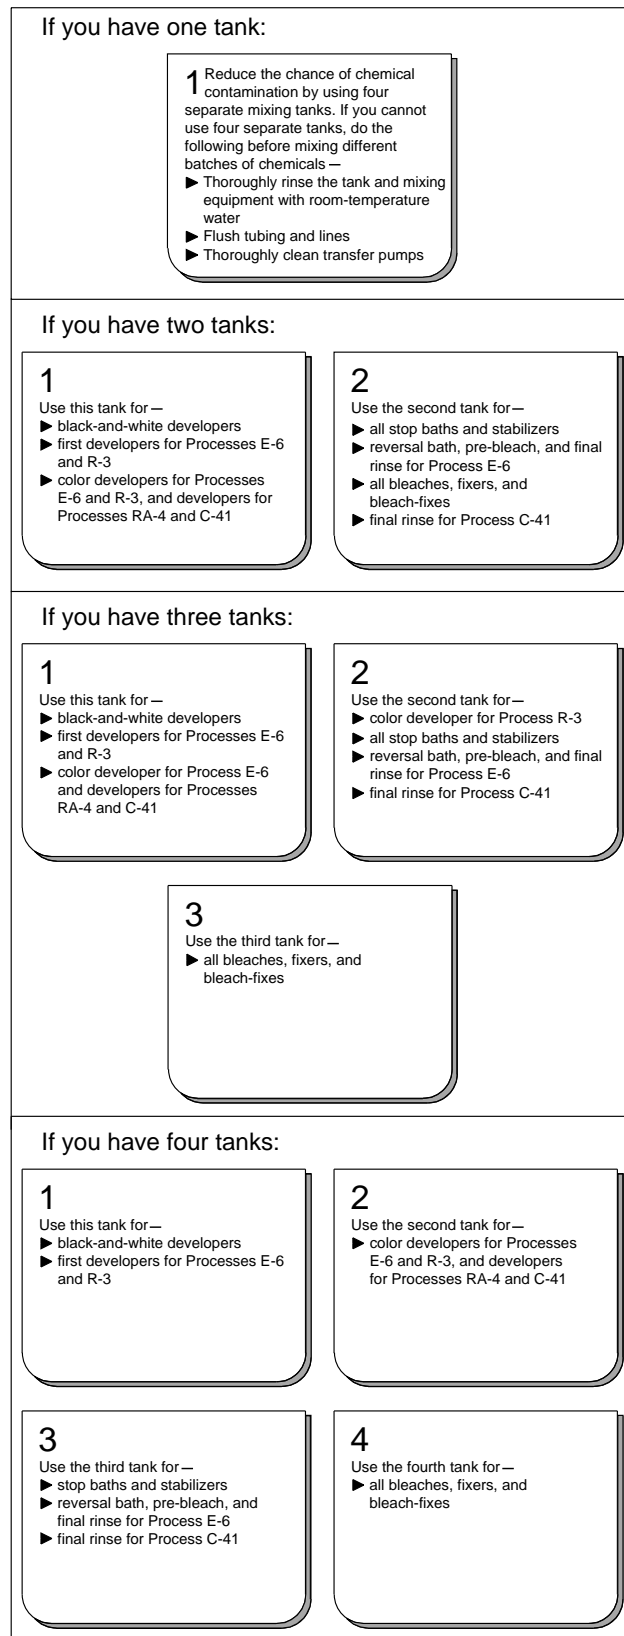 If you have one tank:
1 Reduce the chance of chemical
contamination by using four
separate mixing tanks. If you cannot
use four separate tanks, do the
following before mixing different
batches of chemicals —
▶ Thoroughly rinse the tank and mixing
equipment with room-temperature
water
▶ Flush tubing and lines
▶ Thoroughly clean transfer pumps
If you have two tanks:
1
Use this tank for —
▶ black-and-white developers
▶ first developers for Processes E-6
and R-3
▶ color developers for Processes
E-6 and R-3, and developers for
Processes RA-4 and C-41
2
Use the second tank for —
▶ all stop baths and stabilizers
▶ reversal bath, pre-bleach, and final
rinse for Process E-6
▶ all bleaches, fixers, and
bleach-fixes
▶ final rinse for Process C-41
If you have three tanks:
1
Use this tank for —
▶ black-and-white developers
▶ first developers for Processes E-6
and R-3
▶ color developer for Process E-6
and developers for Processes
RA-4 and C-41
2
Use the second tank for —
▶ color developer for Process R-3
▶ all stop baths and stabilizers
▶ reversal bath, pre-bleach, and final
rinse for Process E-6
▶ final rinse for Process C-41
3
Use the third tank for —
▶ all bleaches, fixers, and
bleach-fixes
If you have four tanks:
1
Use this tank for —
▶ black-and-white developers
▶ first developers for Processes E-6
and R-3
2
Use the second tank for —
▶ color developers for Processes
E-6 and R-3, and developers
for Processes RA-4 and C-41
3
Use the third tank for —
▶ stop baths and stabilizers
▶ reversal bath, pre-bleach, and
final rinse for Process E-6
▶ final rinse for Process C-41
4
Use the fourth tank for —
▶ all bleaches, fixers, and
bleach-fixes